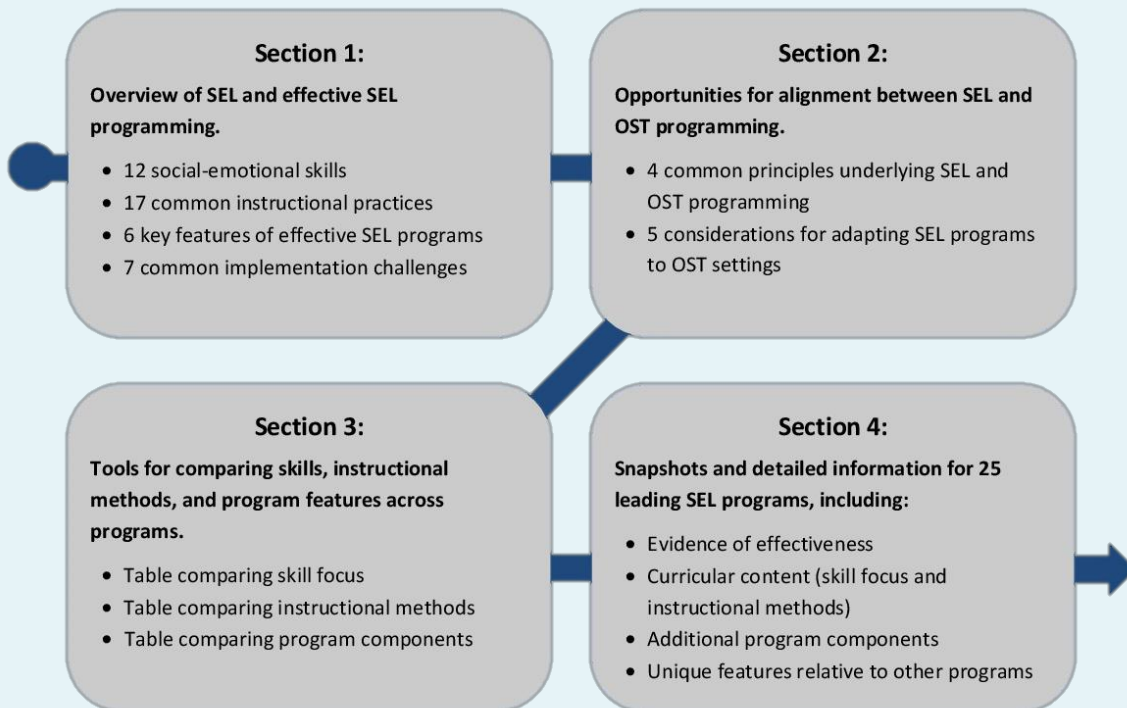 Section 1:
Overview of SEL and effective SEL
programming.
• 12 social-emotional skills
• 17 common instructional practices
• 6 key features of effective SEL programs
• 7 common implementation challenges
Section 2:
Opportunities for alignment between SEL and
OST programming.
• 4 common principles underlying SEL and
OST programming
• 5 considerations for adapting SEL programs
to OST settings
Section 3:
Tools for comparing skills, instructional
methods, and program features across
programs.
• Table comparing skill focus
• Table comparing instructional methods
• Table comparing program components
Section 4:
Snapshots and detailed information for 25
leading SEL programs, including:
• Evidence of effectiveness
• Curricular content (skill focus and
instructional methods)
• Additional program components
• Unique features relative to other programs